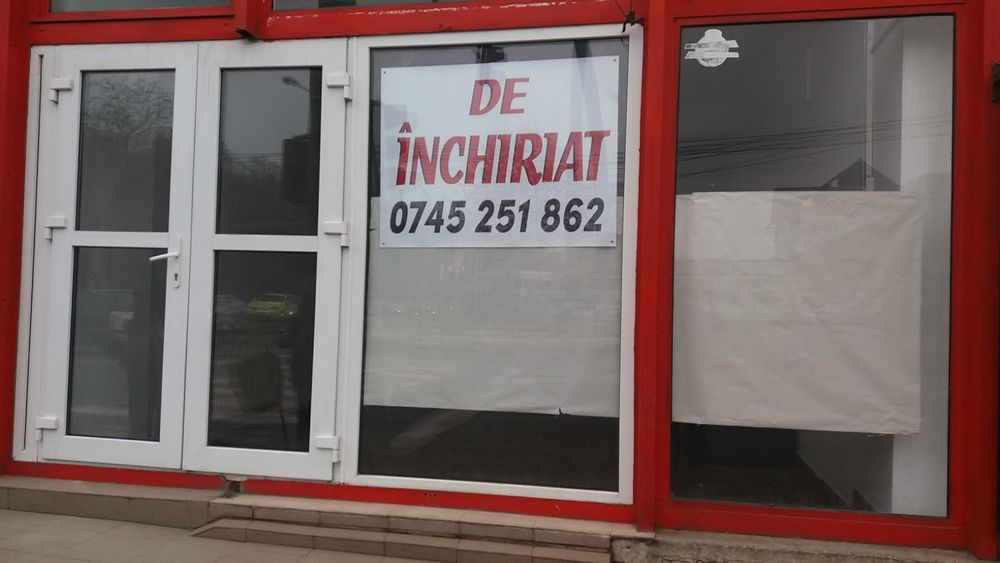 DE
ÎNCHIRIAT
0745 251 862